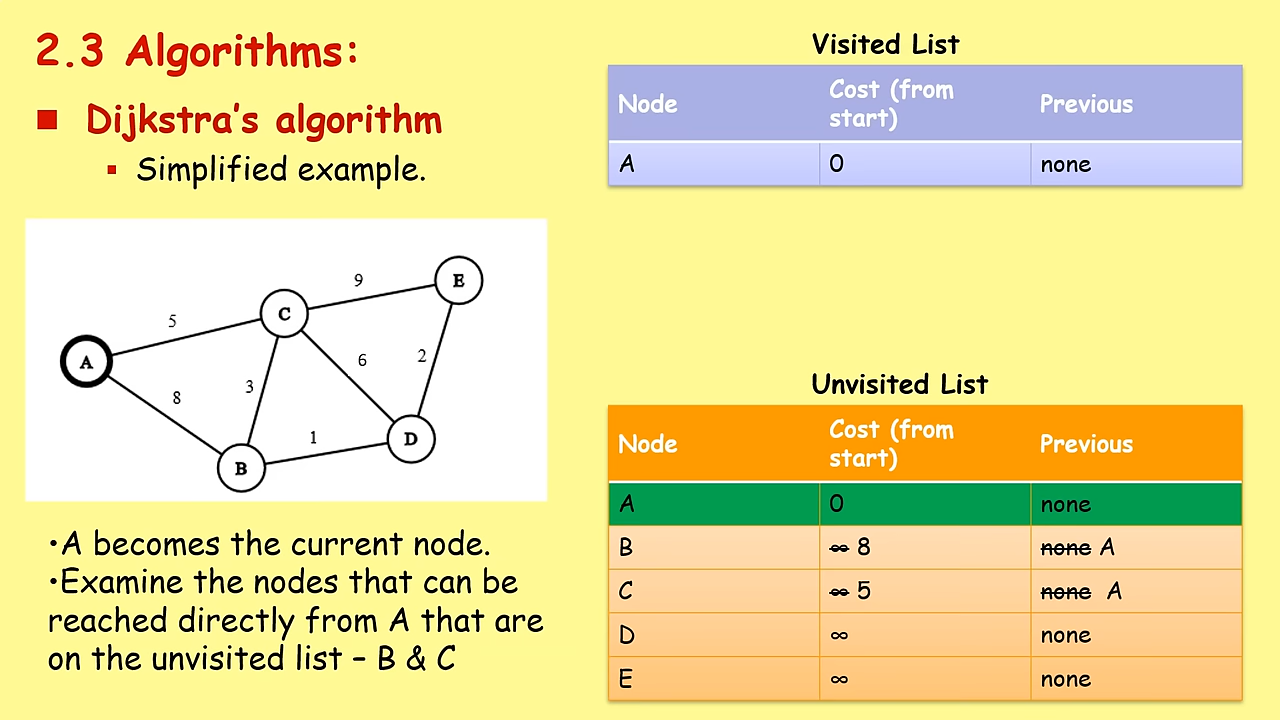 2.3 Algorithms:
■ Dijkstra's algorithm
▪ Simplified example.
Visited List
Node Cost (from start) Previous
A 0 none
5
8
3
9
6
2
1
A
B
C
D
E
•A becomes the current node.
•Examine the nodes that can be
reached directly from A that are
on the unvisited list – B & C
Unvisited List
Node Cost (from start) Previous
A 0 none
B ∞ 8 none A
C ∞ 5 none A
D ∞ none
E ∞ none